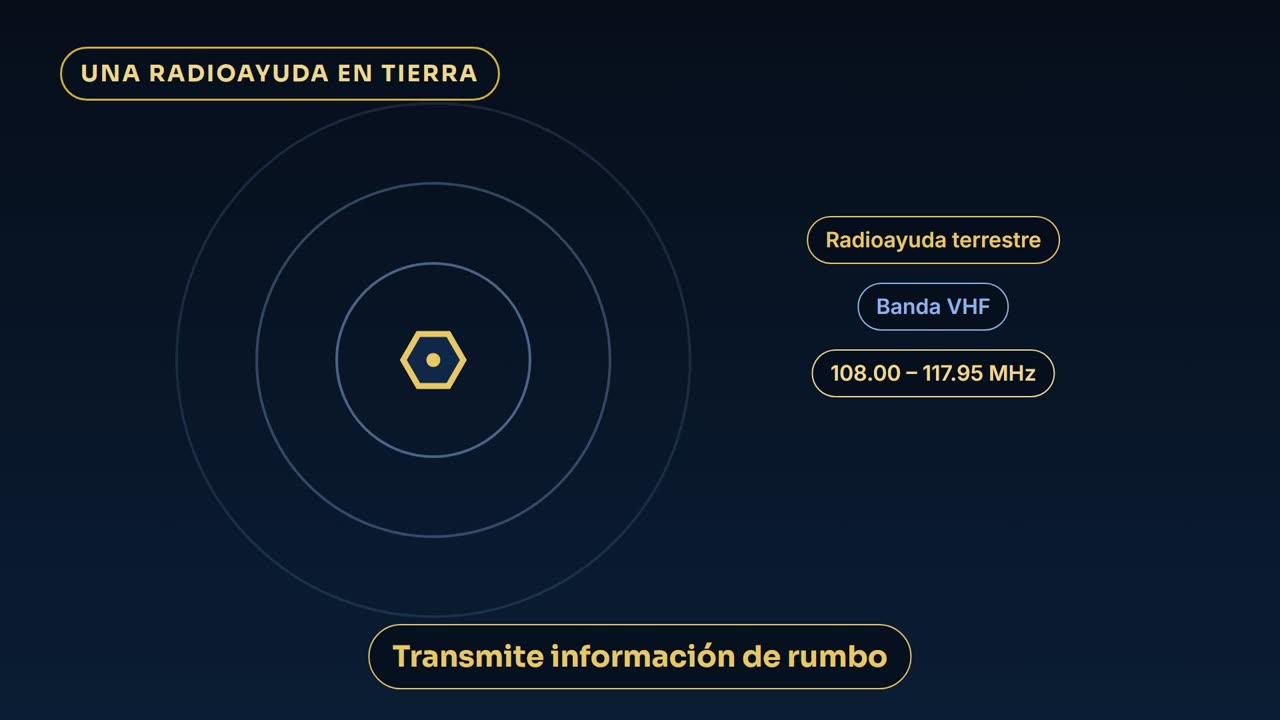 UNA RADIOAYUDA EN TIERRA
Radioayuda terrestre
Banda VHF
108.00 – 117.95 MHz
Transmite información de rumbo